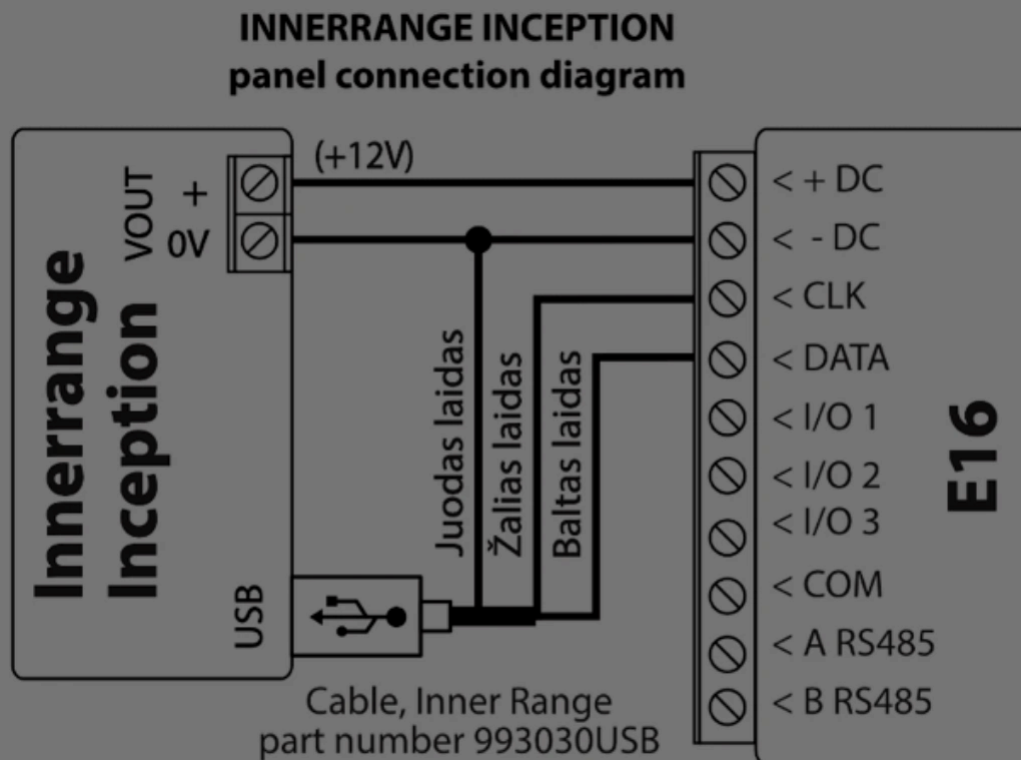 INNERRANGE INCEPTION
panel connection diagram
Innerrange
Inception
VOUT
+
0V
(+12V)
USB
Juodas laidas
Žalias laidas
Baltas laidas
< + DC
< - DC
< CLK
< DATA
< I/O 1
< I/O 2
< I/O 3
< COM
< A RS485
< B RS485
E16
Cable, Inner Range
part number 993030USB